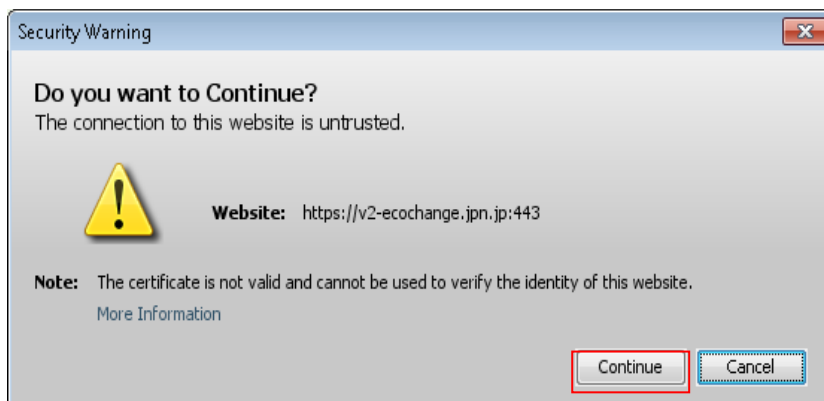 Security Warning
Do you want to Continue?
The connection to this website is untrusted.
Website: https://v2-ecochange.jpn.jp:443
Note: The certificate is not valid and cannot be used to verify the identity of this website.
More Information
Continue Cancel